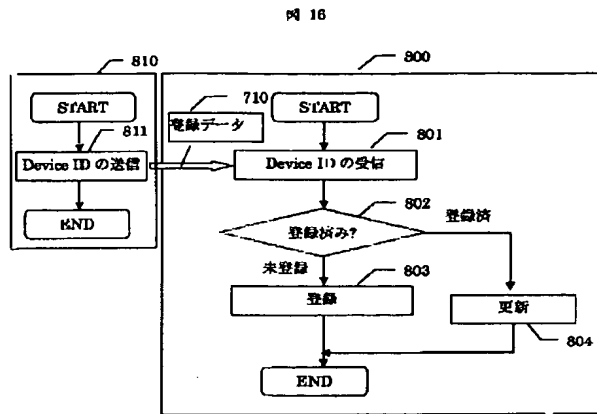 図 16
810
800
START
811
Device ID の送信
END
710
登録データ
START
801
Device ID の受信
802
登録済み?
登録済
未登録
803
登録
更新
804
END